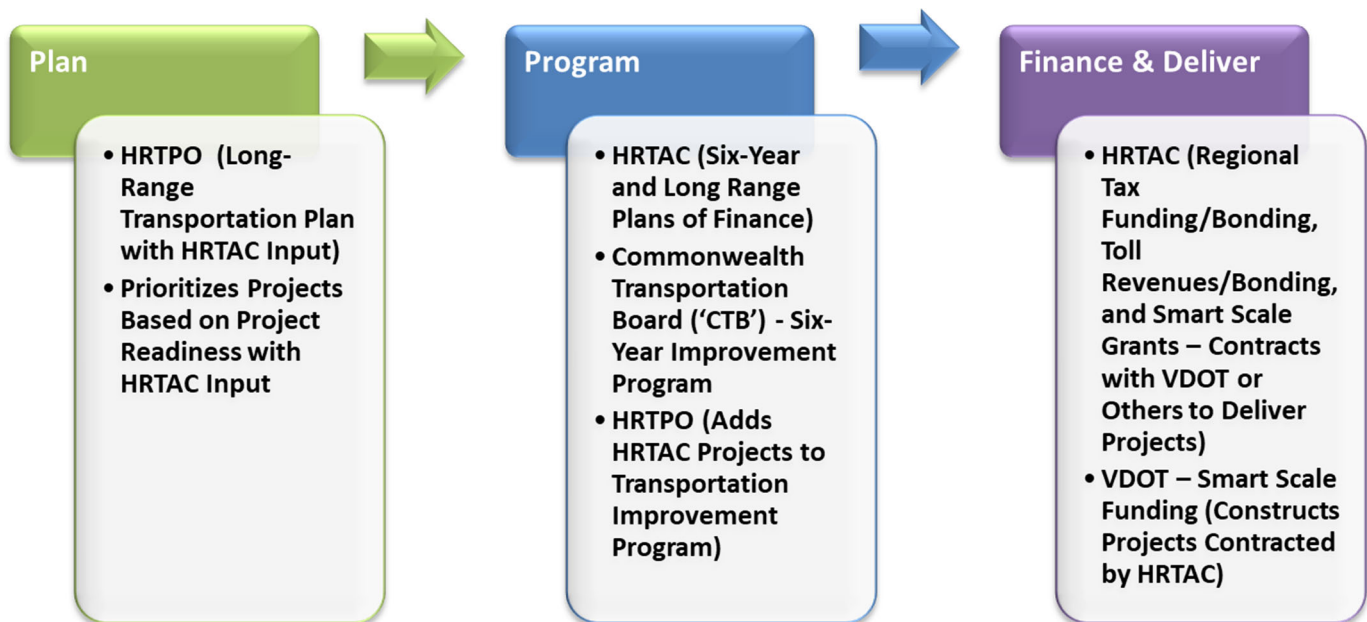 Plan
• HRTPO (Long-
Range
Transportation Plan
with HRTAC Input)
• Prioritizes Projects
Based on Project
Readiness with
HRTAC Input
Program
• HRTAC (Six-Year
and Long Range
Plans of Finance)
• Commonwealth
Transportation
Board (‘CTB’) - Six-
Year Improvement
Program
• HRTPO (Adds
HRTAC Projects to
Transportation
Improvement
Program)
Finance & Deliver
• HRTAC (Regional
Tax
Funding/Bonding,
Toll
Revenues/Bonding,
and Smart Scale
Grants – Contracts
with VDOT or
Others to Deliver
Projects)
• VDOT – Smart Scale
Funding (Constructs
Projects Contracted
by HRTAC)